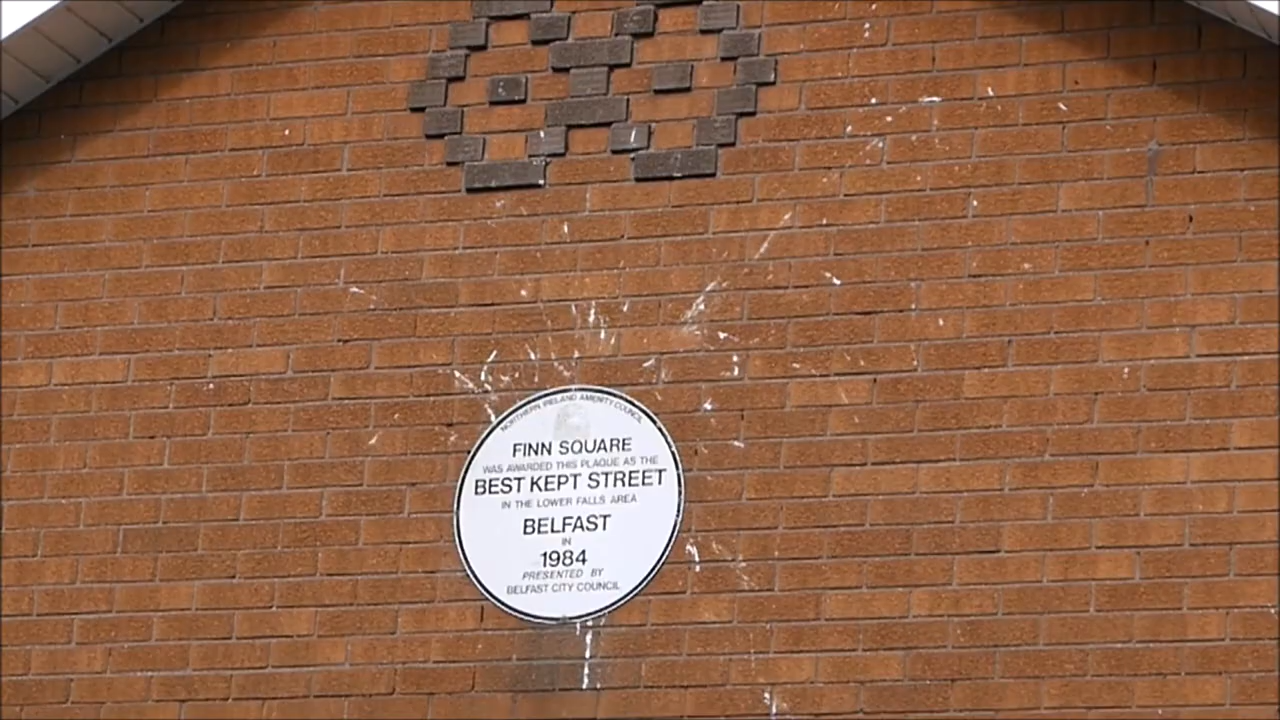 NORTHERN IRELAND AMENITY COUNCIL
FINN SQUARE
WAS AWARDED THIS PLAQUE AS THE
BEST KEPT STREET
IN THE LOWER FALLS AREA
BELFAST
IN
1984
PRESENTED BY
BELFAST CITY COUNCIL